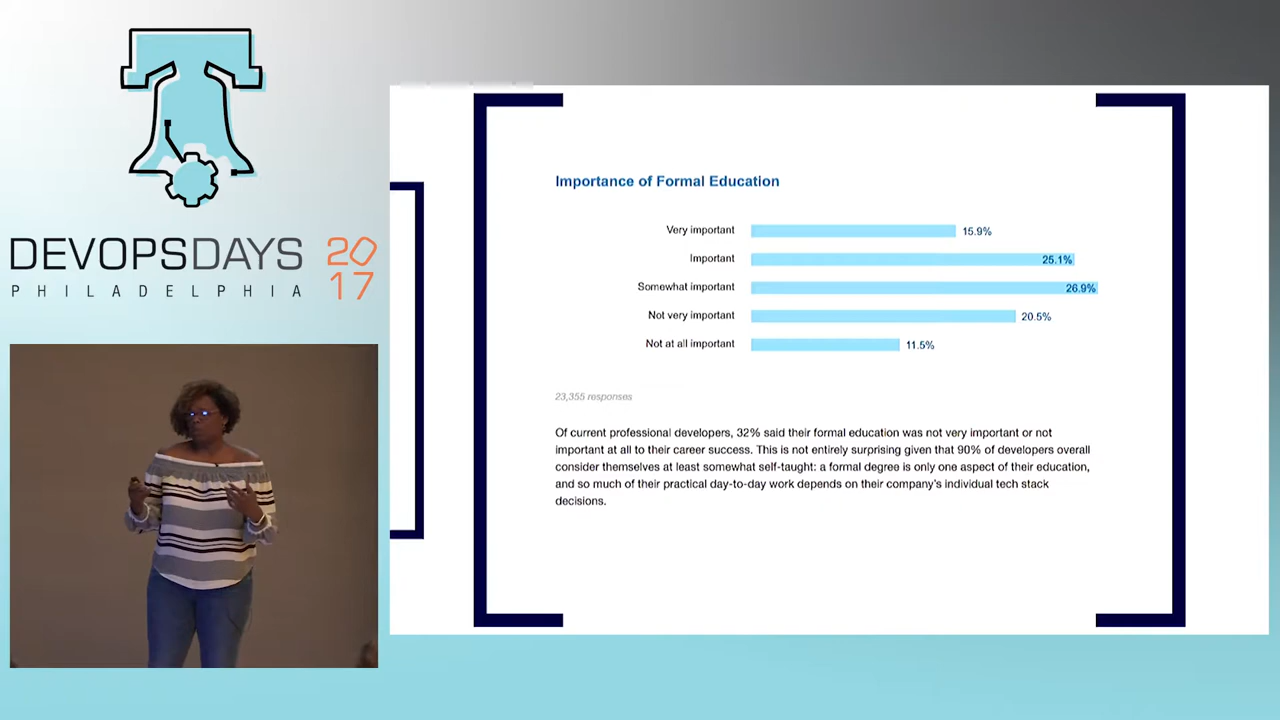 DEVOPSDAYS 2017
PHILADELPHIA
Importance of Formal Education
Very important 15.9%
Important 25.1%
Somewhat important 26.9%
Not very important 20.5%
Not at all important 11.5%
23,355 responses
Of current professional developers, 32% said their formal education was not very important or not
important at all to their career success. This is not entirely surprising given that 90% of developers overall
consider themselves at least somewhat self-taught: a formal degree is only one aspect of their education,
and so much of their practical day-to-day work depends on their company's individual tech stack
decisions.